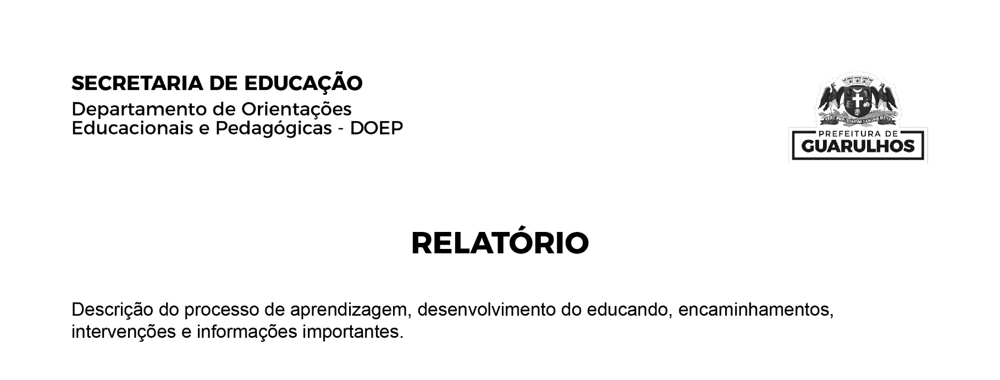 SECRETARIA DE EDUCAÇÃO
Departamento de Orientações
Educacionais e Pedagógicas - DOEP
VERE PAVLISTARVM SANGVIS MEVS
PREFEITURA DE
GUARULHOS
RELATÓRIO
Descrição do processo de aprendizagem, desenvolvimento do educando, encaminhamentos,
intervenções e informações importantes.